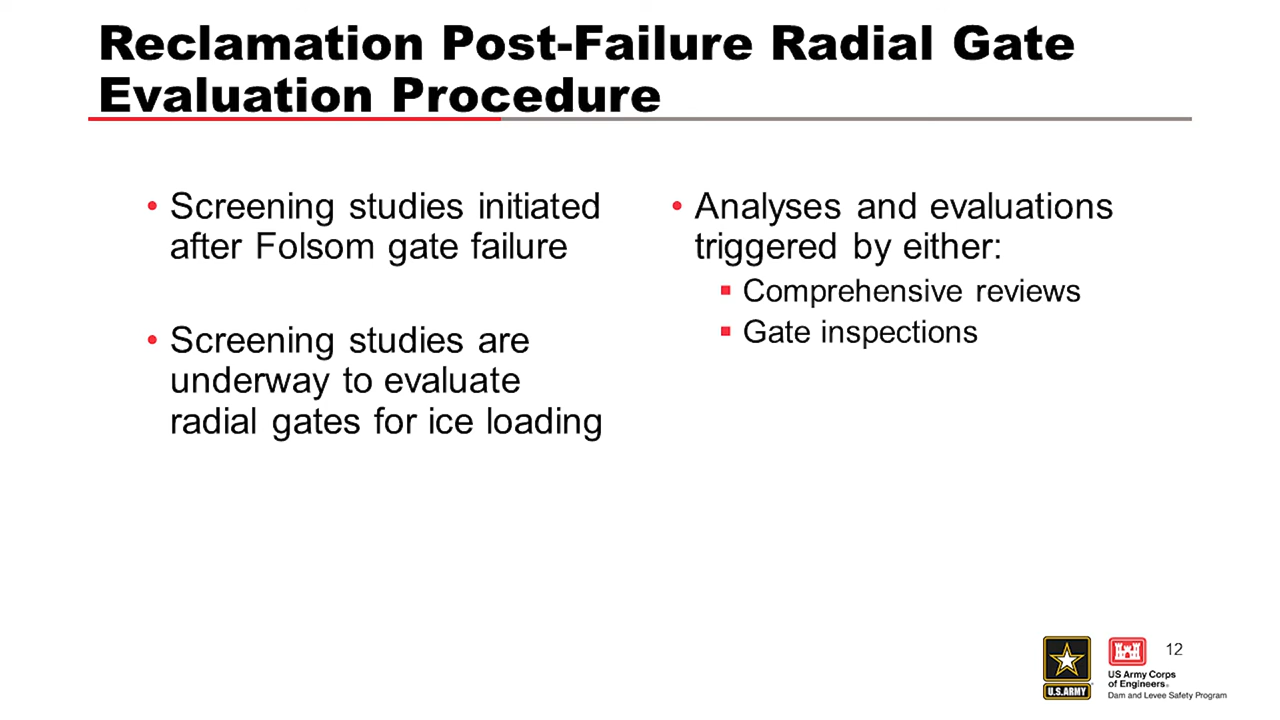 Reclamation Post-Failure Radial Gate
Evaluation Procedure
• Screening studies initiated
after Folsom gate failure
• Screening studies are
underway to evaluate
radial gates for ice loading
• Analyses and evaluations
triggered by either:
▪ Comprehensive reviews
▪ Gate inspections
12
U.S.ARMY
US Army Corps
of Engineers®
Dam and Levee Safety Program